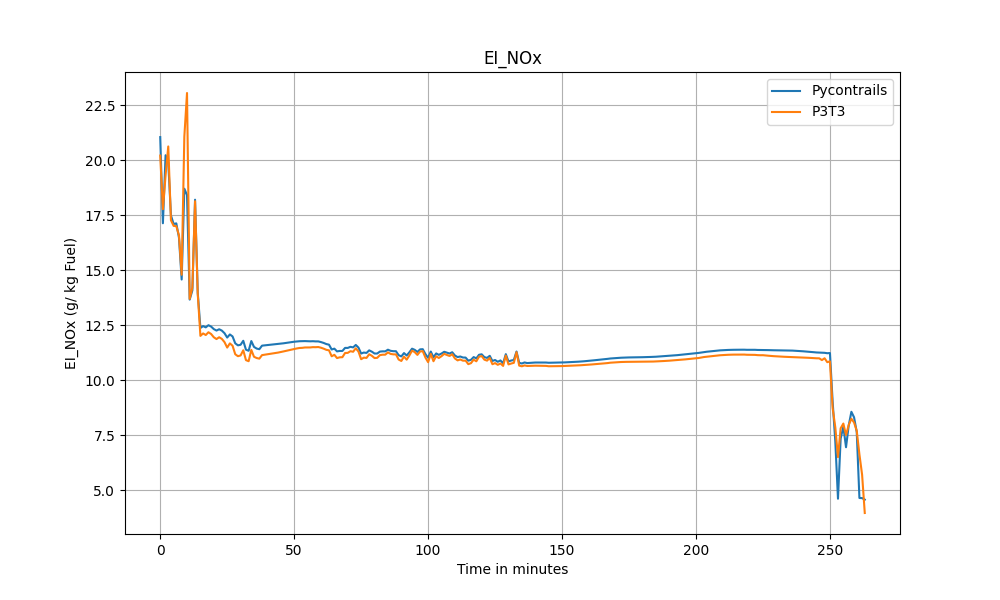 EI_NOx
Pycontrails
P3T3
EI_NOx (g/ kg Fuel)
22.5
20.0
17.5
15.0
12.5
10.0
7.5
5.0
0 50 100 150 200 250
Time in minutes